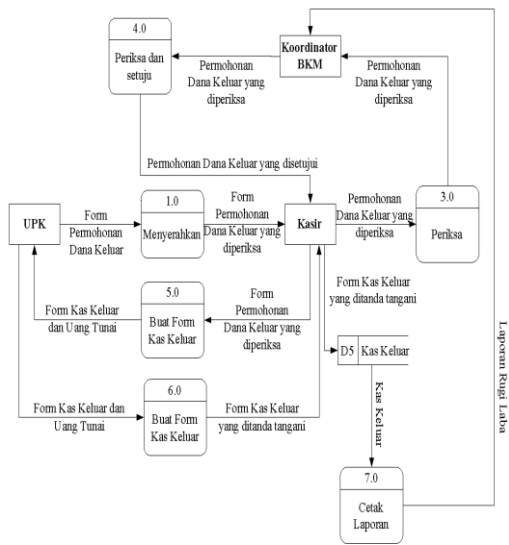 4.0
Periksa dan
setuju
Permohonan
Dana Keluar yang
diperiksa
Koordinator
BKM
Permohonan
Dana Keluar yang
diperiksa
Permohonan Dana Keluar yang disetujui
UPK
Form
Permohonan
Dana Keluar
1.0
Menyerahkan
Form
Permohonan
Dana Keluar yang
diperiksa
Kasir
Permohonan
Dana Keluar yang
diperiksa
3.0
Periksa
Form Kas Keluar
dan Uang Tunai
5.0
Buat Form
Kas Keluar
Form
Permohonan
Dana Keluar yang
diperiksa
Form Kas Keluar
yang ditanda tangani
D5 Kas Keluar
Form Kas Keluar dan
Uang Tunai
6.0
Buat Form
Kas Keluar
Form Kas Keluar
yang ditanda tangani
Kas Keluar
7.0
Cetak
Laporan
Laporan Rugi Laba